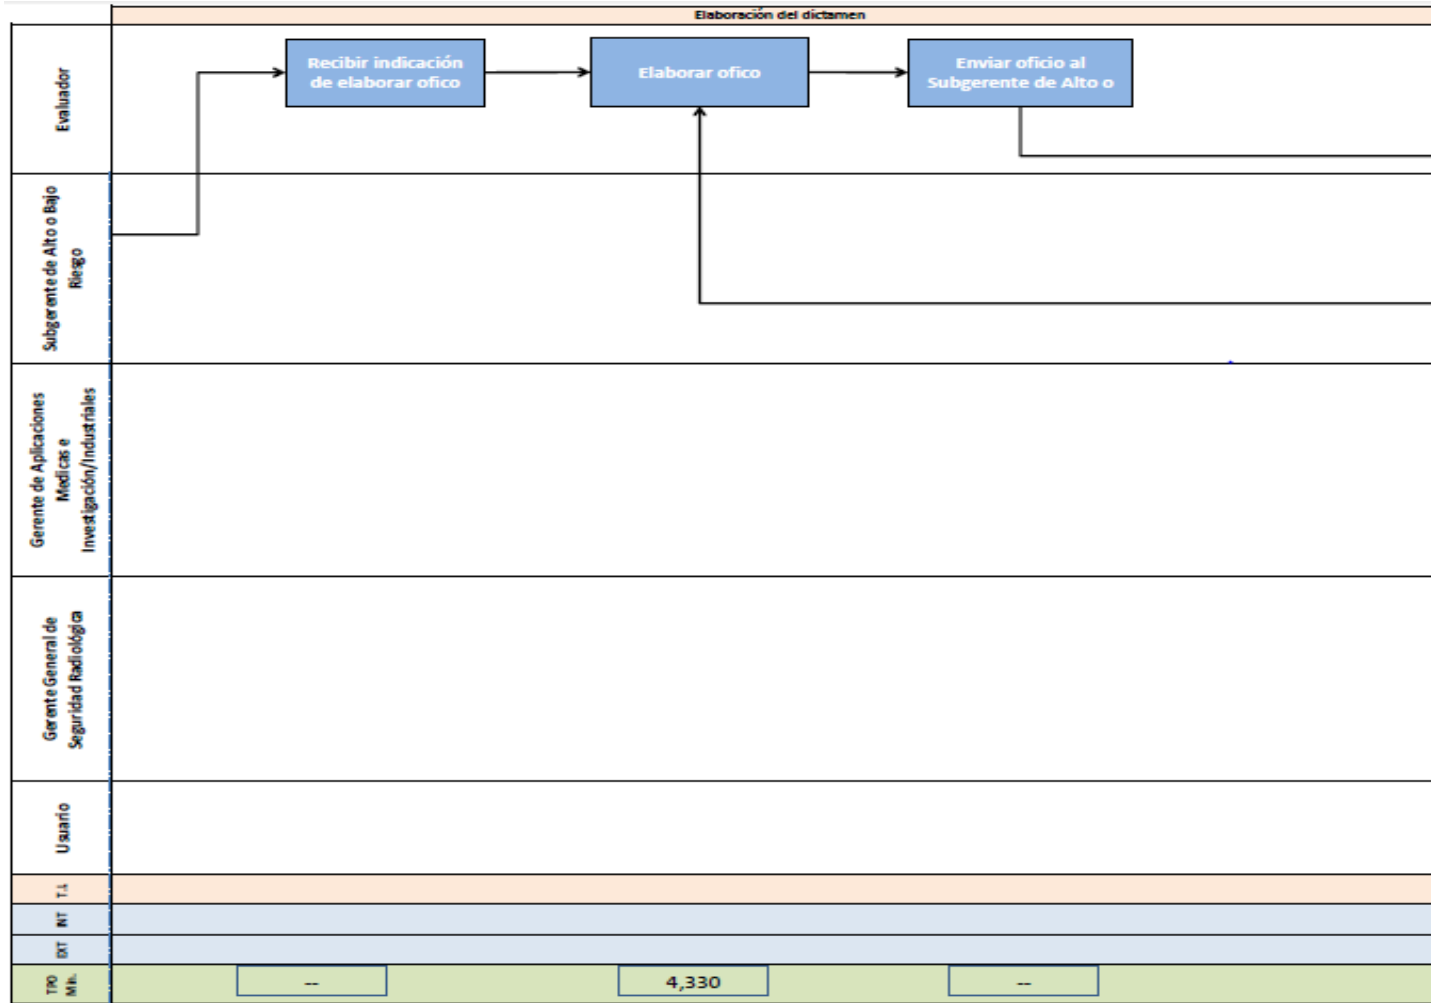 Elaboración del dictamen
Evaluador
Recibir indicación
de elaborar ofico
Elaborar ofico
Enviar oficio al
Subgerente de Alto o
Subgerente de Alto o Bajo
Riesgo
Gerente de Aplicaciones
Medicas e
Investigación/Industriales
Gerente General de
Seguridad Radiológica
Usuario
T.I.
INT
EXT
TPO
Min.
--
4,330
--